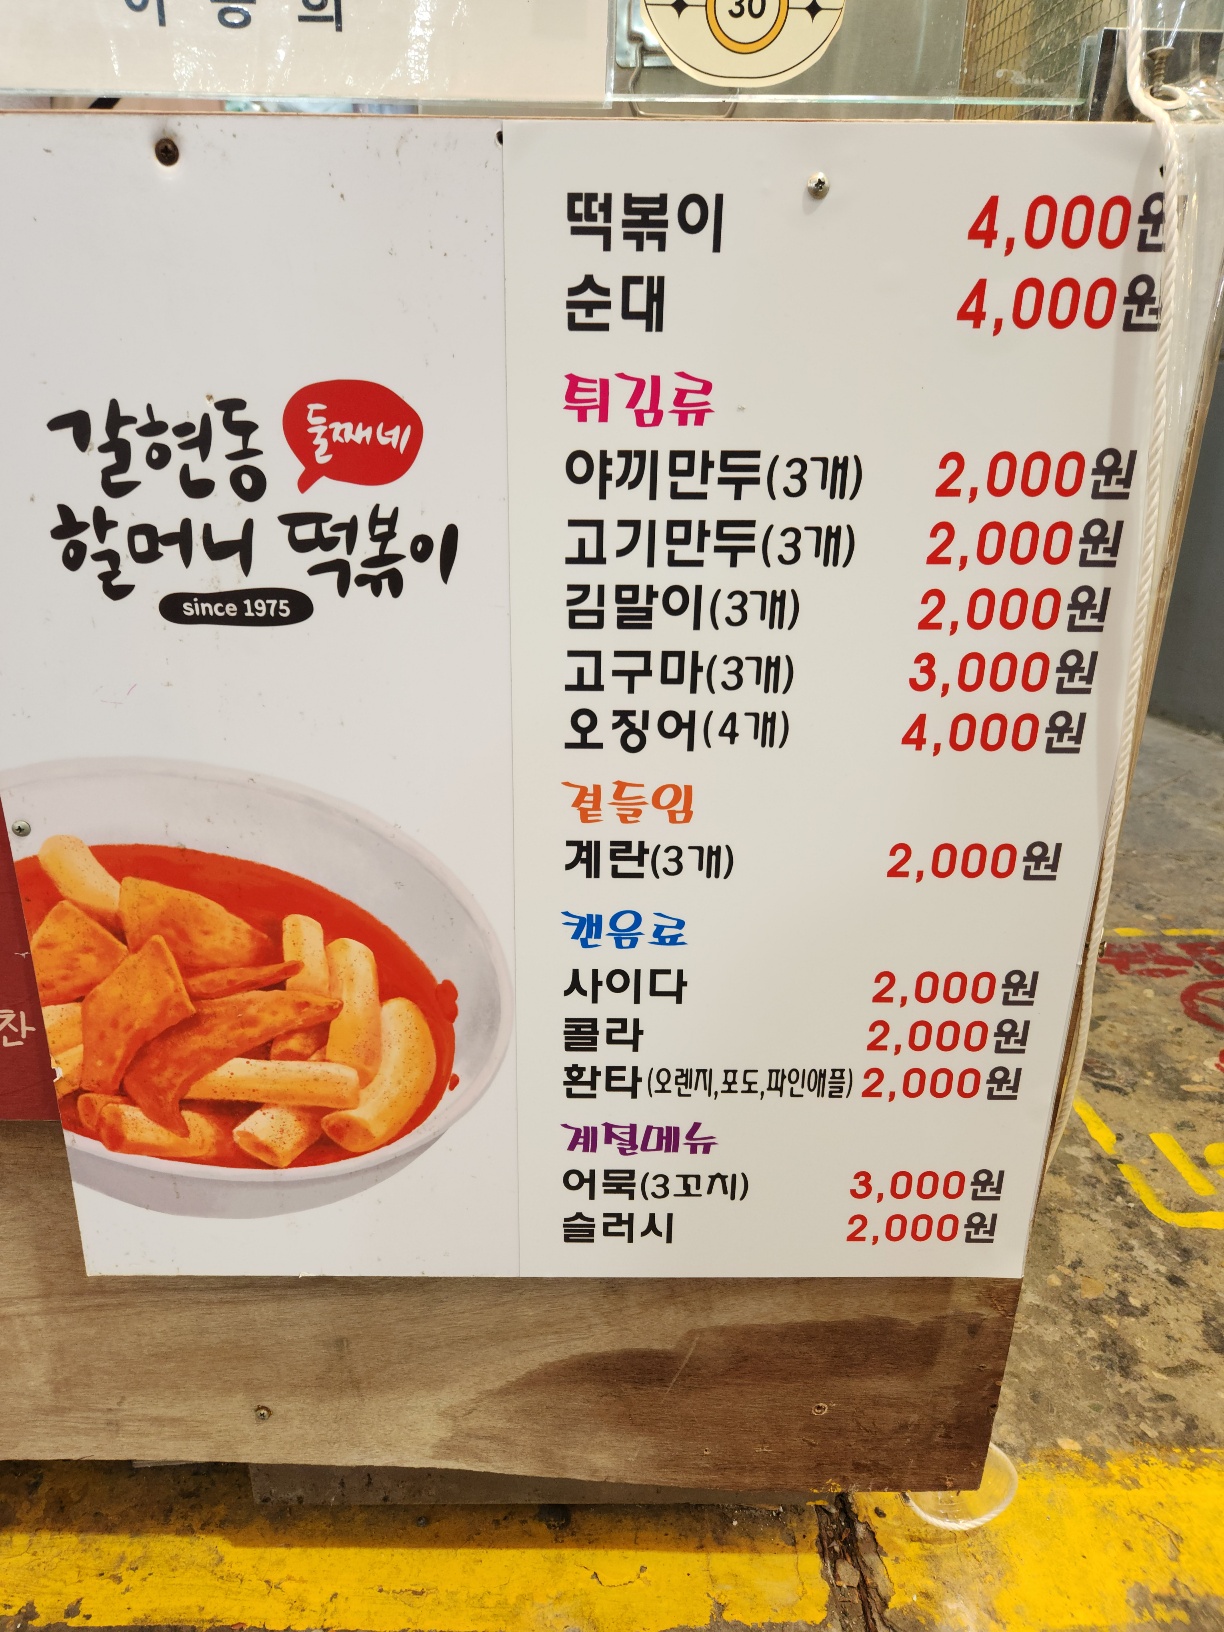 30
갈현동 둘째네
할머니 떡볶이
since 1975
찬
떡볶이 4,000원
순대 4,000원
튀김류
야끼만두(3개) 2,000원
고기만두(3개) 2,000원
김말이(3개) 2,000원
고구마(3개) 3,000원
오징어(4개) 4,000원
곁들임
계란(3개) 2,000원
캔음료
사이다 2,000원
콜라 2,000원
환타(오렌지,포도,파인애플) 2,000원
계절메뉴
어묵(3꼬치) 3,000원
슬러시 2,000원